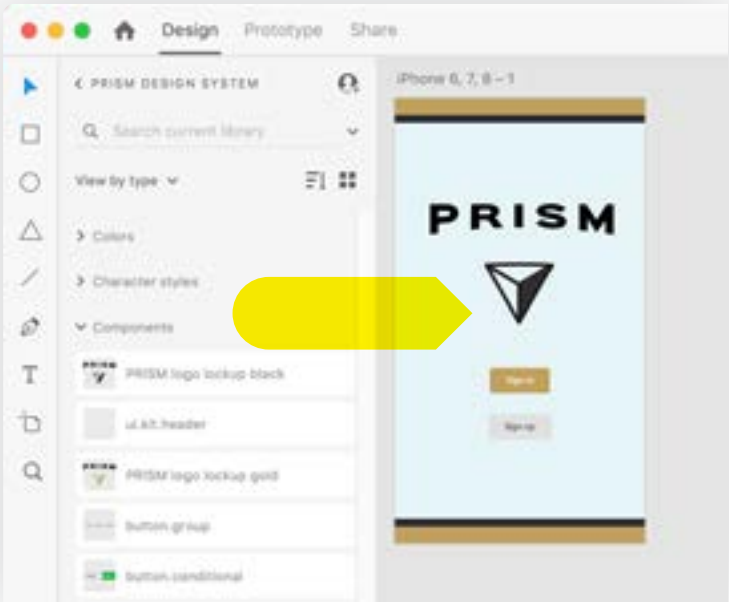 Design Prototype Share
< PRISM DESIGN SYSTEM
Search current library
View by type
Colors
Character styles
Components
PRISM logo lockup black
ui.kit.header
PRISM logo lockup gold
button.group
button.conditional
iPhone 6, 7, 8 – 1
PRISM
Sign in
Sign up